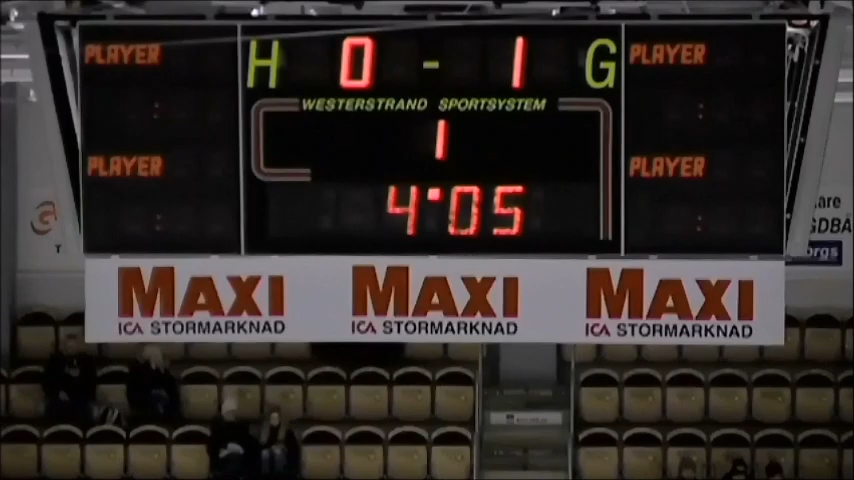 PLAYER H 0 - 1 G PLAYER
WESTERSTRAND SPORTSYSTEM
1
PLAYER PLAYER
4:05
MAXI MAXI MAXI
ICA STORMARKNAD ICA STORMARKNAD ICA STORMARKNAD